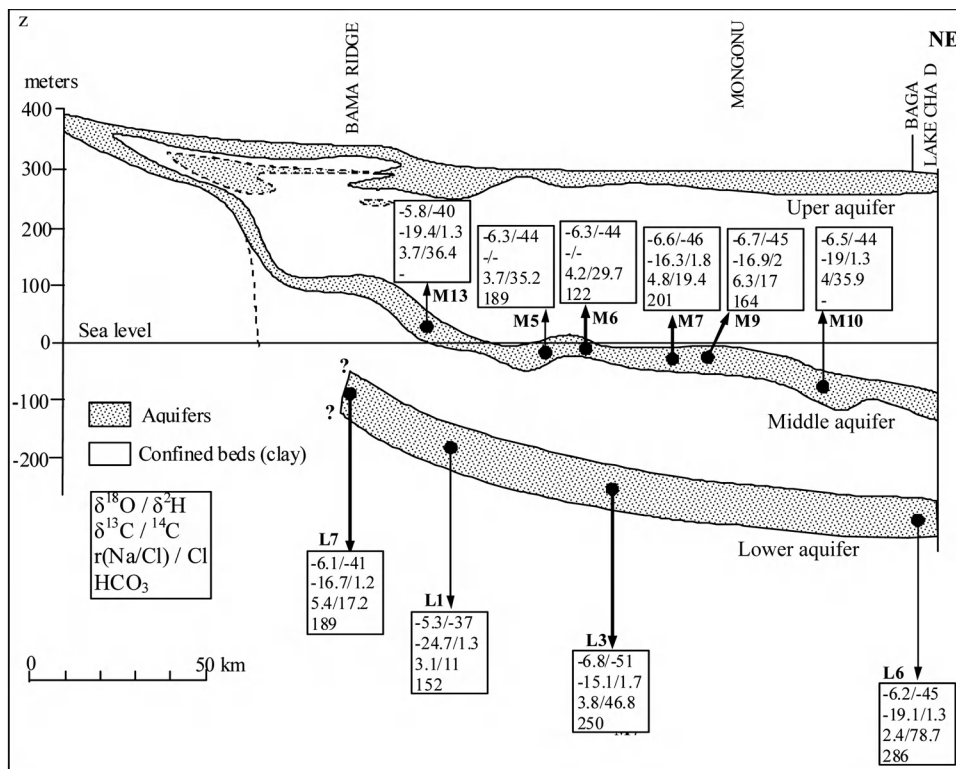 z
NE
meters
BAMA RIDGE
MONGONU
BAGA
LAKE CHA D
400
300
200
100
0
-100
-200
Uper aquifer
-5.8/-40
-19.4/1.3
3.7/36.4
-
M13
-6.3/-44
-/-
3.7/35.2
189
M5
-6.3/-44
-/-
4.2/29.7
122
M6
-6.6/-46
-16.3/1.8
4.8/19.4
201
M7
-6.7/-45
-16.9/2
6.3/17
164
M9
-6.5/-44
-19/1.3
4/35.9
-
M10
Sea level
?
?
Middle aquifer
Aquifers
Confined beds (clay)
δ¹⁸O / δ²H
δ¹³C / ¹⁴C
r(Na/Cl) / Cl
HCO₃
Lower aquifer
L7
-6.1/-41
-16.7/1.2
5.4/17.2
189
L1
-5.3/-37
-24.7/1.3
3.1/11
152
L3
-6.8/-51
-15.1/1.7
3.8/46.8
250
L6
-6.2/-45
-19.1/1.3
2.4/78.7
286
0
50 km